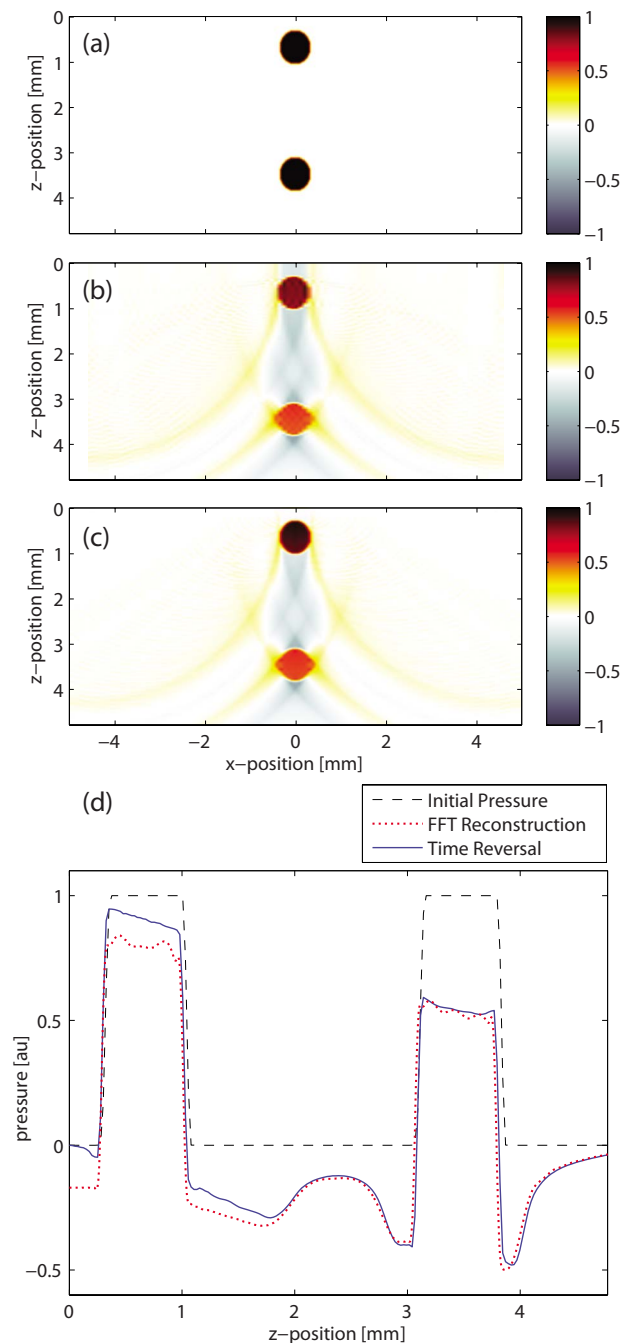 (a)
z−position [mm]
0
1
2
3
4
1
0.5
0
−0.5
−1
(b)
z−position [mm]
0
1
2
3
4
1
0.5
0
−0.5
−1
(c)
z−position [mm]
0
1
2
3
4
1
0.5
0
−0.5
−1
−4 −2 0 2 4
x−position [mm]
(d)
Initial Pressure
FFT Reconstruction
Time Reversal
pressure [au]
1
0.5
0
−0.5
0 1 2 3 4
z−position [mm]